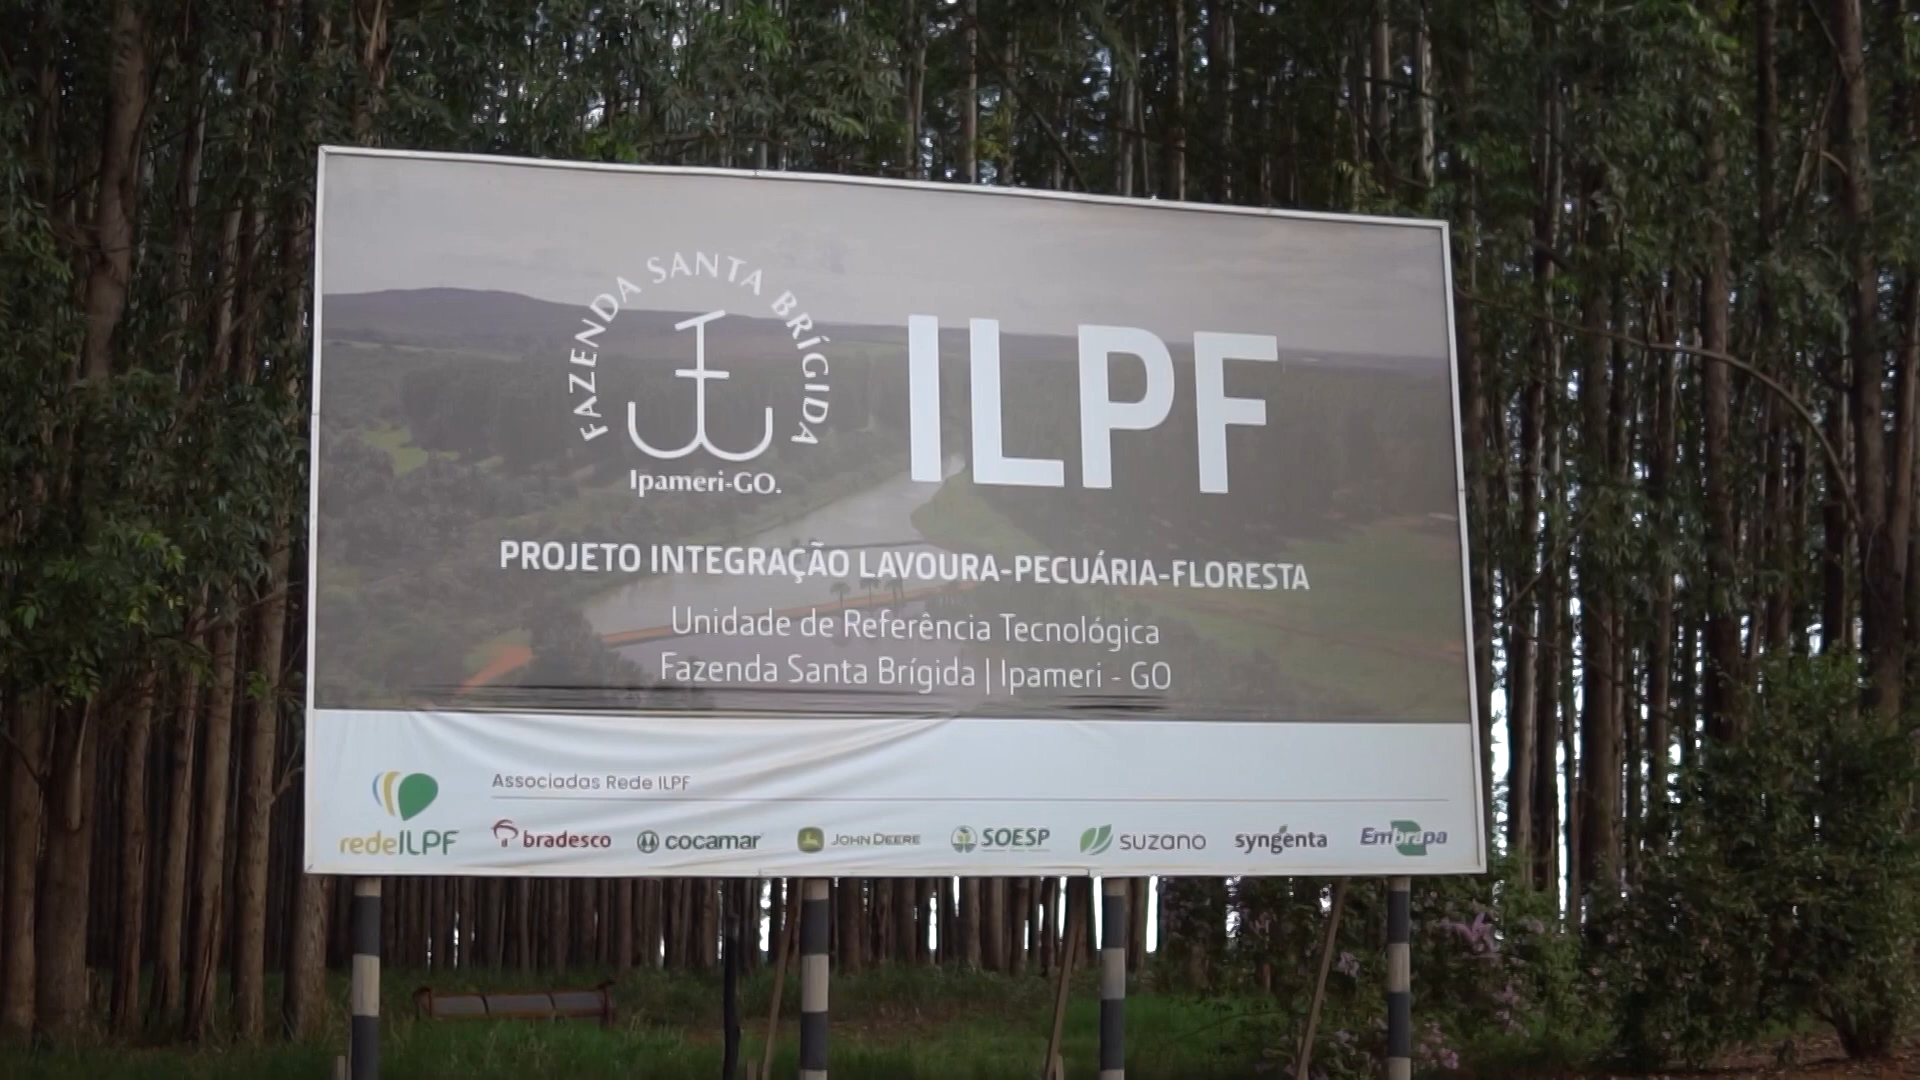 FAZENDA SANTA BRÍGIDA
Ipameri-GO.
ILPF
PROJETO INTEGRAÇÃO LAVOURA-PECUÁRIA-FLORESTA
Unidade de Referência Tecnológica
Fazenda Santa Brígida | Ipameri - GO
Associadas Rede ILPF
redeILPF bradesco cocamar JOHN DEERE SOESP suzano syngenta Embrapa